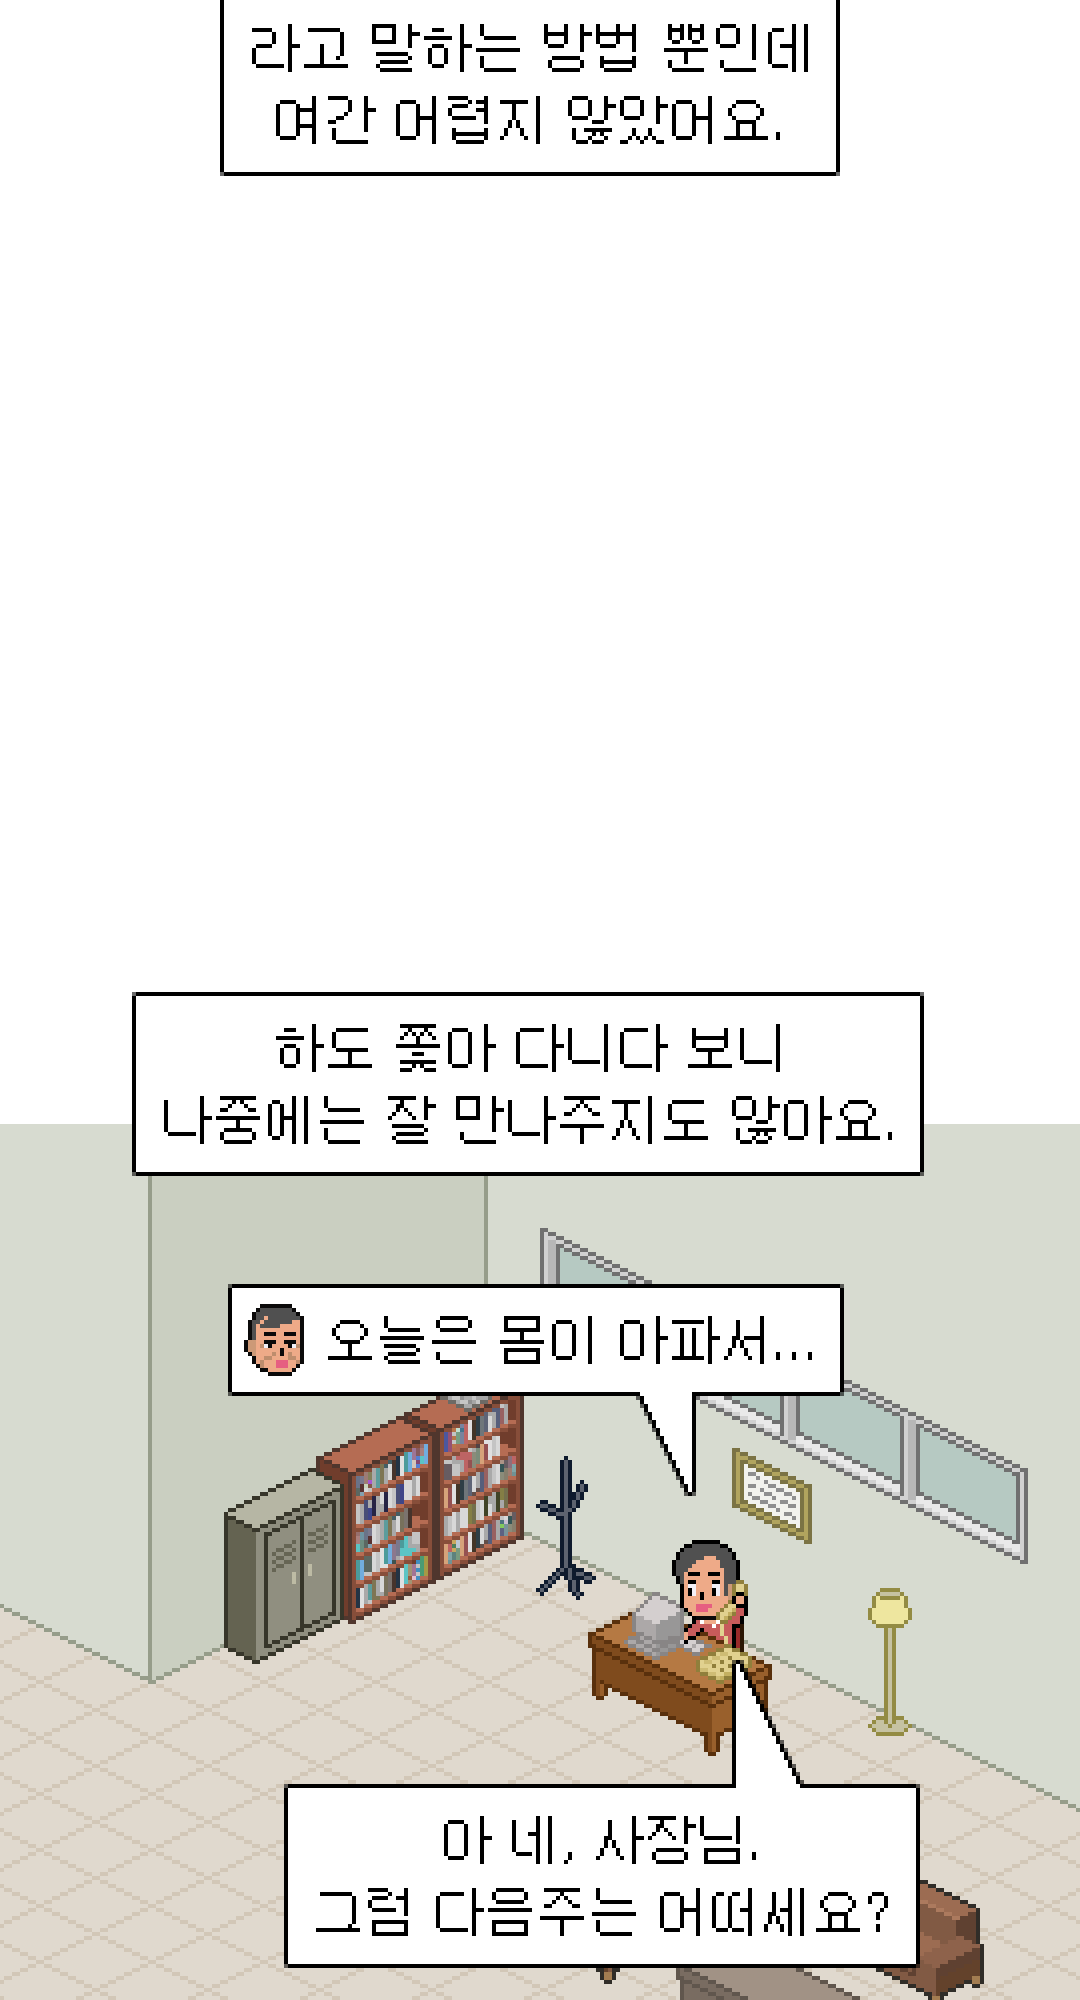 라고 말하는 방법 뿐인데
여간 어렵지 않았어요.
하도 쫓아 다니다 보니
나중에는 잘 만나주지도 않아요.
오늘은 몸이 아파서...
아 네, 사장님.
그럼 다음주는 어떠세요?